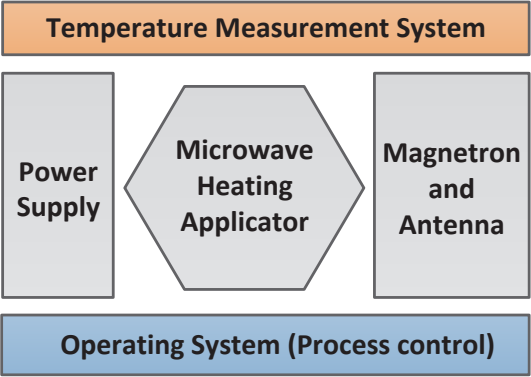 Temperature Measurement System
Power
Supply
Microwave
Heating
Applicator
Magnetron
and
Antenna
Operating System (Process control)